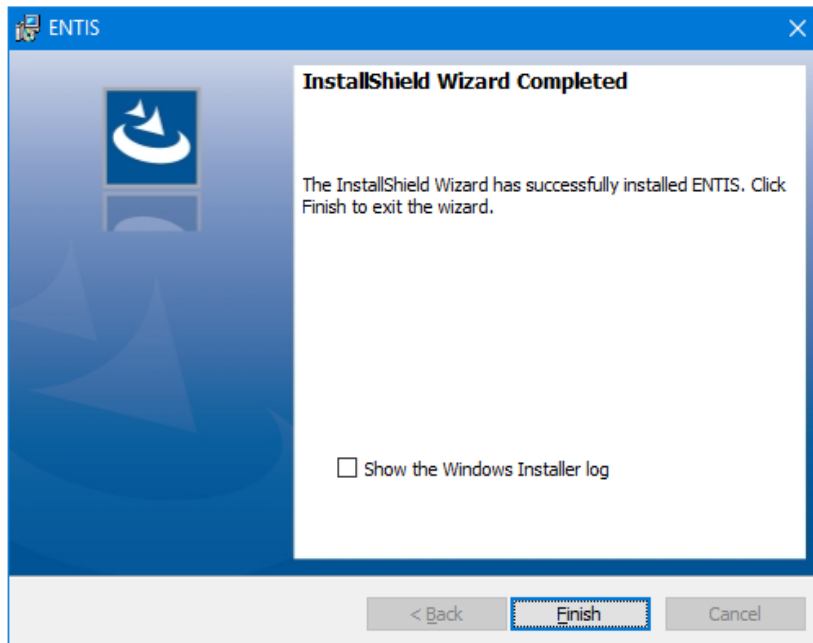 ENTIS
InstallShield Wizard Completed
The InstallShield Wizard has successfully installed ENTIS. Click
Finish to exit the wizard.
Show the Windows Installer log
< Back
Finish
Cancel